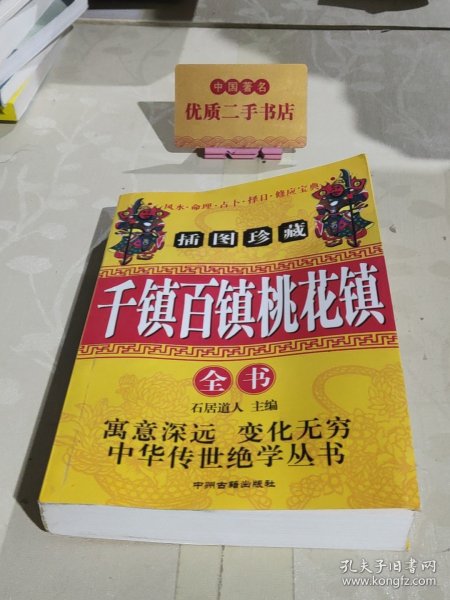 中国著名
优质二手书店
风水·命理·占卜·择日·修应宝典
插图珍藏
千镇百镇桃花镇
全书
石居道人 主编
寓意深远 变化无穷
中华传世绝学丛书
中州古籍出版社
孔夫子旧书网
www.kongfz.com